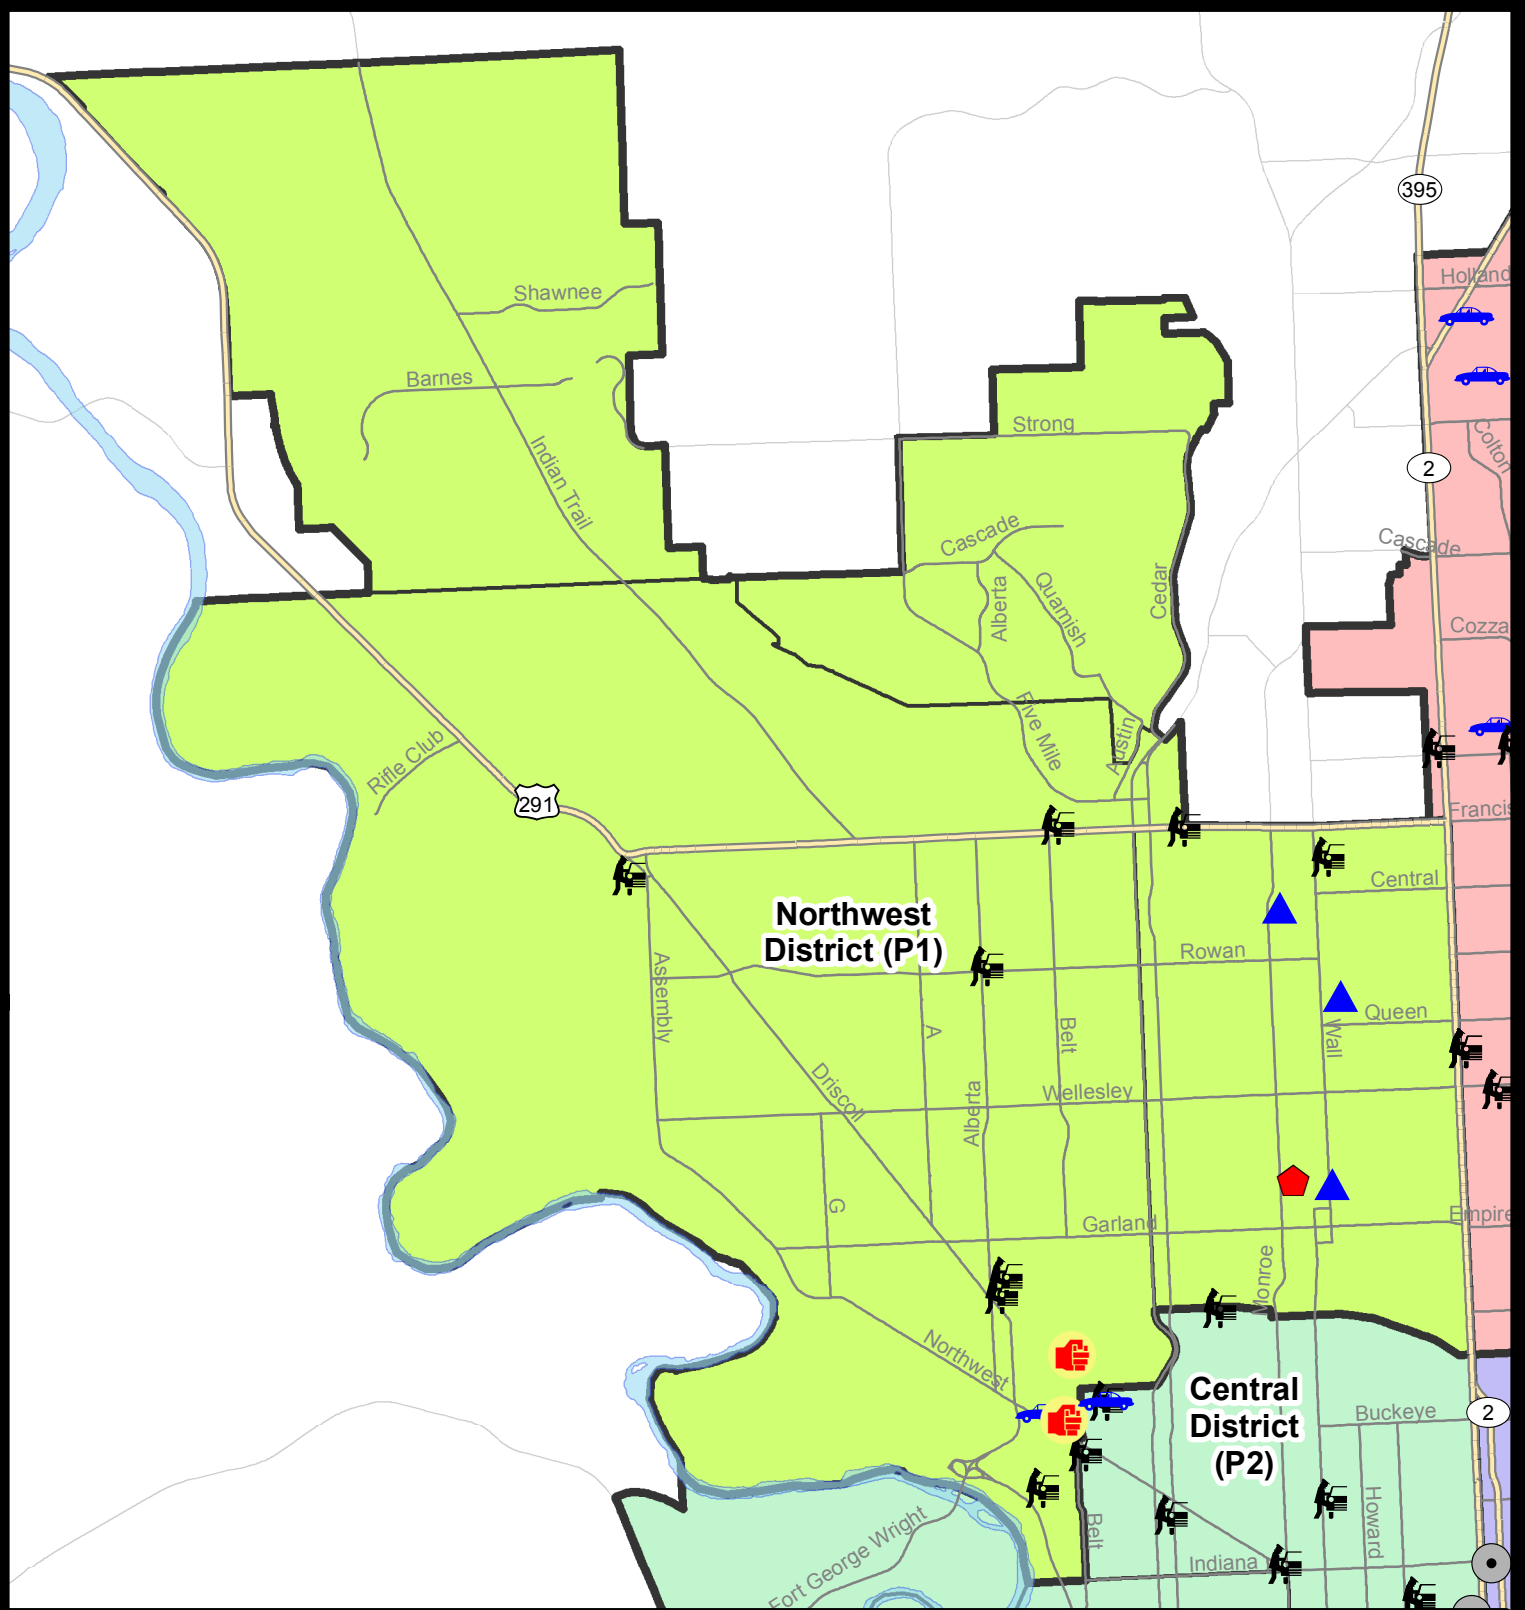 395
Holland
Shawnee
Barnes
Strong
Colton
Indian Trail
2
Cascade
Cascade
Alberta
Quamish
Cedar
Cozza
Five Mile
Austin
Rifle Club
291
Francis
Central
Northwest
District (P1)
Rowan
Assembly
A
Belt
Queen
Wall
Driscoll
Wellesley
Alberta
G
Garland
Empire
Monroe
Northwest
Central
District
(P2)
Buckeye
2
Howard
Belt
Fort George Wright
Indiana